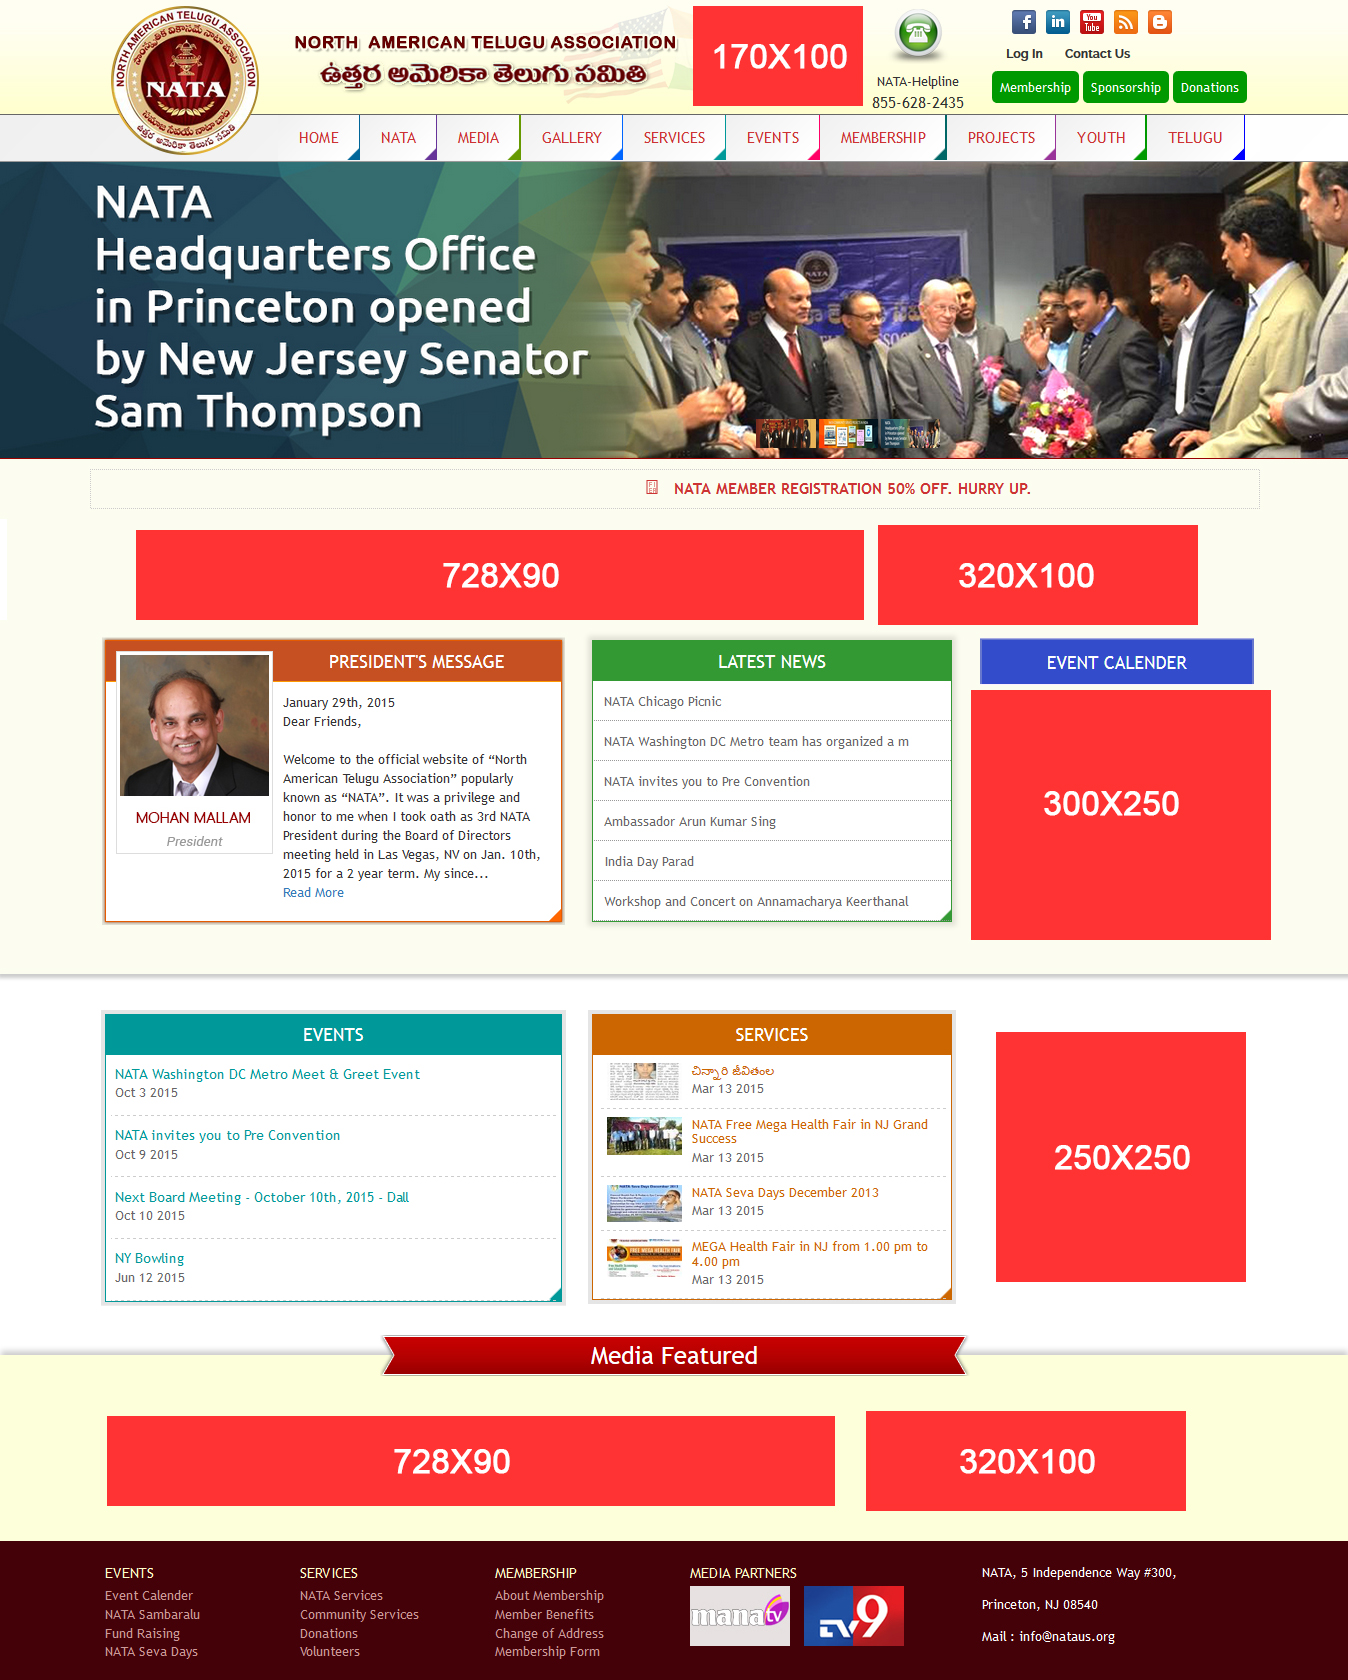 NORTH AMERICAN TELUGU ASSOCIATION
NATA
NORTH AMERICAN TELUGU ASSOCIATION
ఉత్తర అమెరికా తెలుగు సమితి
170X100
NATA-Helpline
855-628-2435
You
Tube
Log In Contact Us
Membership Sponsorship Donations
HOME NATA MEDIA GALLERY SERVICES EVENTS MEMBERSHIP PROJECTS YOUTH TELUGU
NATA
Headquarters Office
in Princeton opened
by New Jersey Senator
Sam Thompson
NATA
NATA MEMBER REGISTRATION 50% OFF. HURRY UP.
728X90
320X100
PRESIDENT'S MESSAGE
MOHAN MALLAM
President
January 29th, 2015
Dear Friends,
Welcome to the official website of “North
American Telugu Association” popularly
known as “NATA”. It was a privilege and
honor to me when I took oath as 3rd NATA
President during the Board of Directors
meeting held in Las Vegas, NV on Jan. 10th,
2015 for a 2 year term. My since...
Read More
LATEST NEWS
NATA Chicago Picnic
NATA Washington DC Metro team has organized a m
NATA invites you to Pre Convention
Ambassador Arun Kumar Sing
India Day Parad
Workshop and Concert on Annamacharya Keerthanal
EVENT CALENDER
300X250
EVENTS
NATA Washington DC Metro Meet & Greet Event
Oct 3 2015
NATA invites you to Pre Convention
Oct 9 2015
Next Board Meeting - October 10th, 2015 - Dall
Oct 10 2015
NY Bowling
Jun 12 2015
SERVICES
చిన్నారి జీవితంల
Mar 13 2015
NATA Free Mega Health Fair in NJ Grand
Success
Mar 13 2015
NATA Seva Days December 2013
NATA Seva Days December 2013
Mar 13 2015
FREE MEGA HEALTH FAIR
MEGA Health Fair in NJ from 1.00 pm to
4.00 pm
Mar 13 2015
250X250
Media Featured
728X90
320X100
EVENTS
Event Calender
NATA Sambaralu
Fund Raising
NATA Seva Days
SERVICES
NATA Services
Community Services
Donations
Volunteers
MEMBERSHIP
About Membership
Member Benefits
Change of Address
Membership Form
MEDIA PARTNERS
mana tv
TV9
NATA, 5 Independence Way #300,
Princeton, NJ 08540
Mail : info@nataus.org